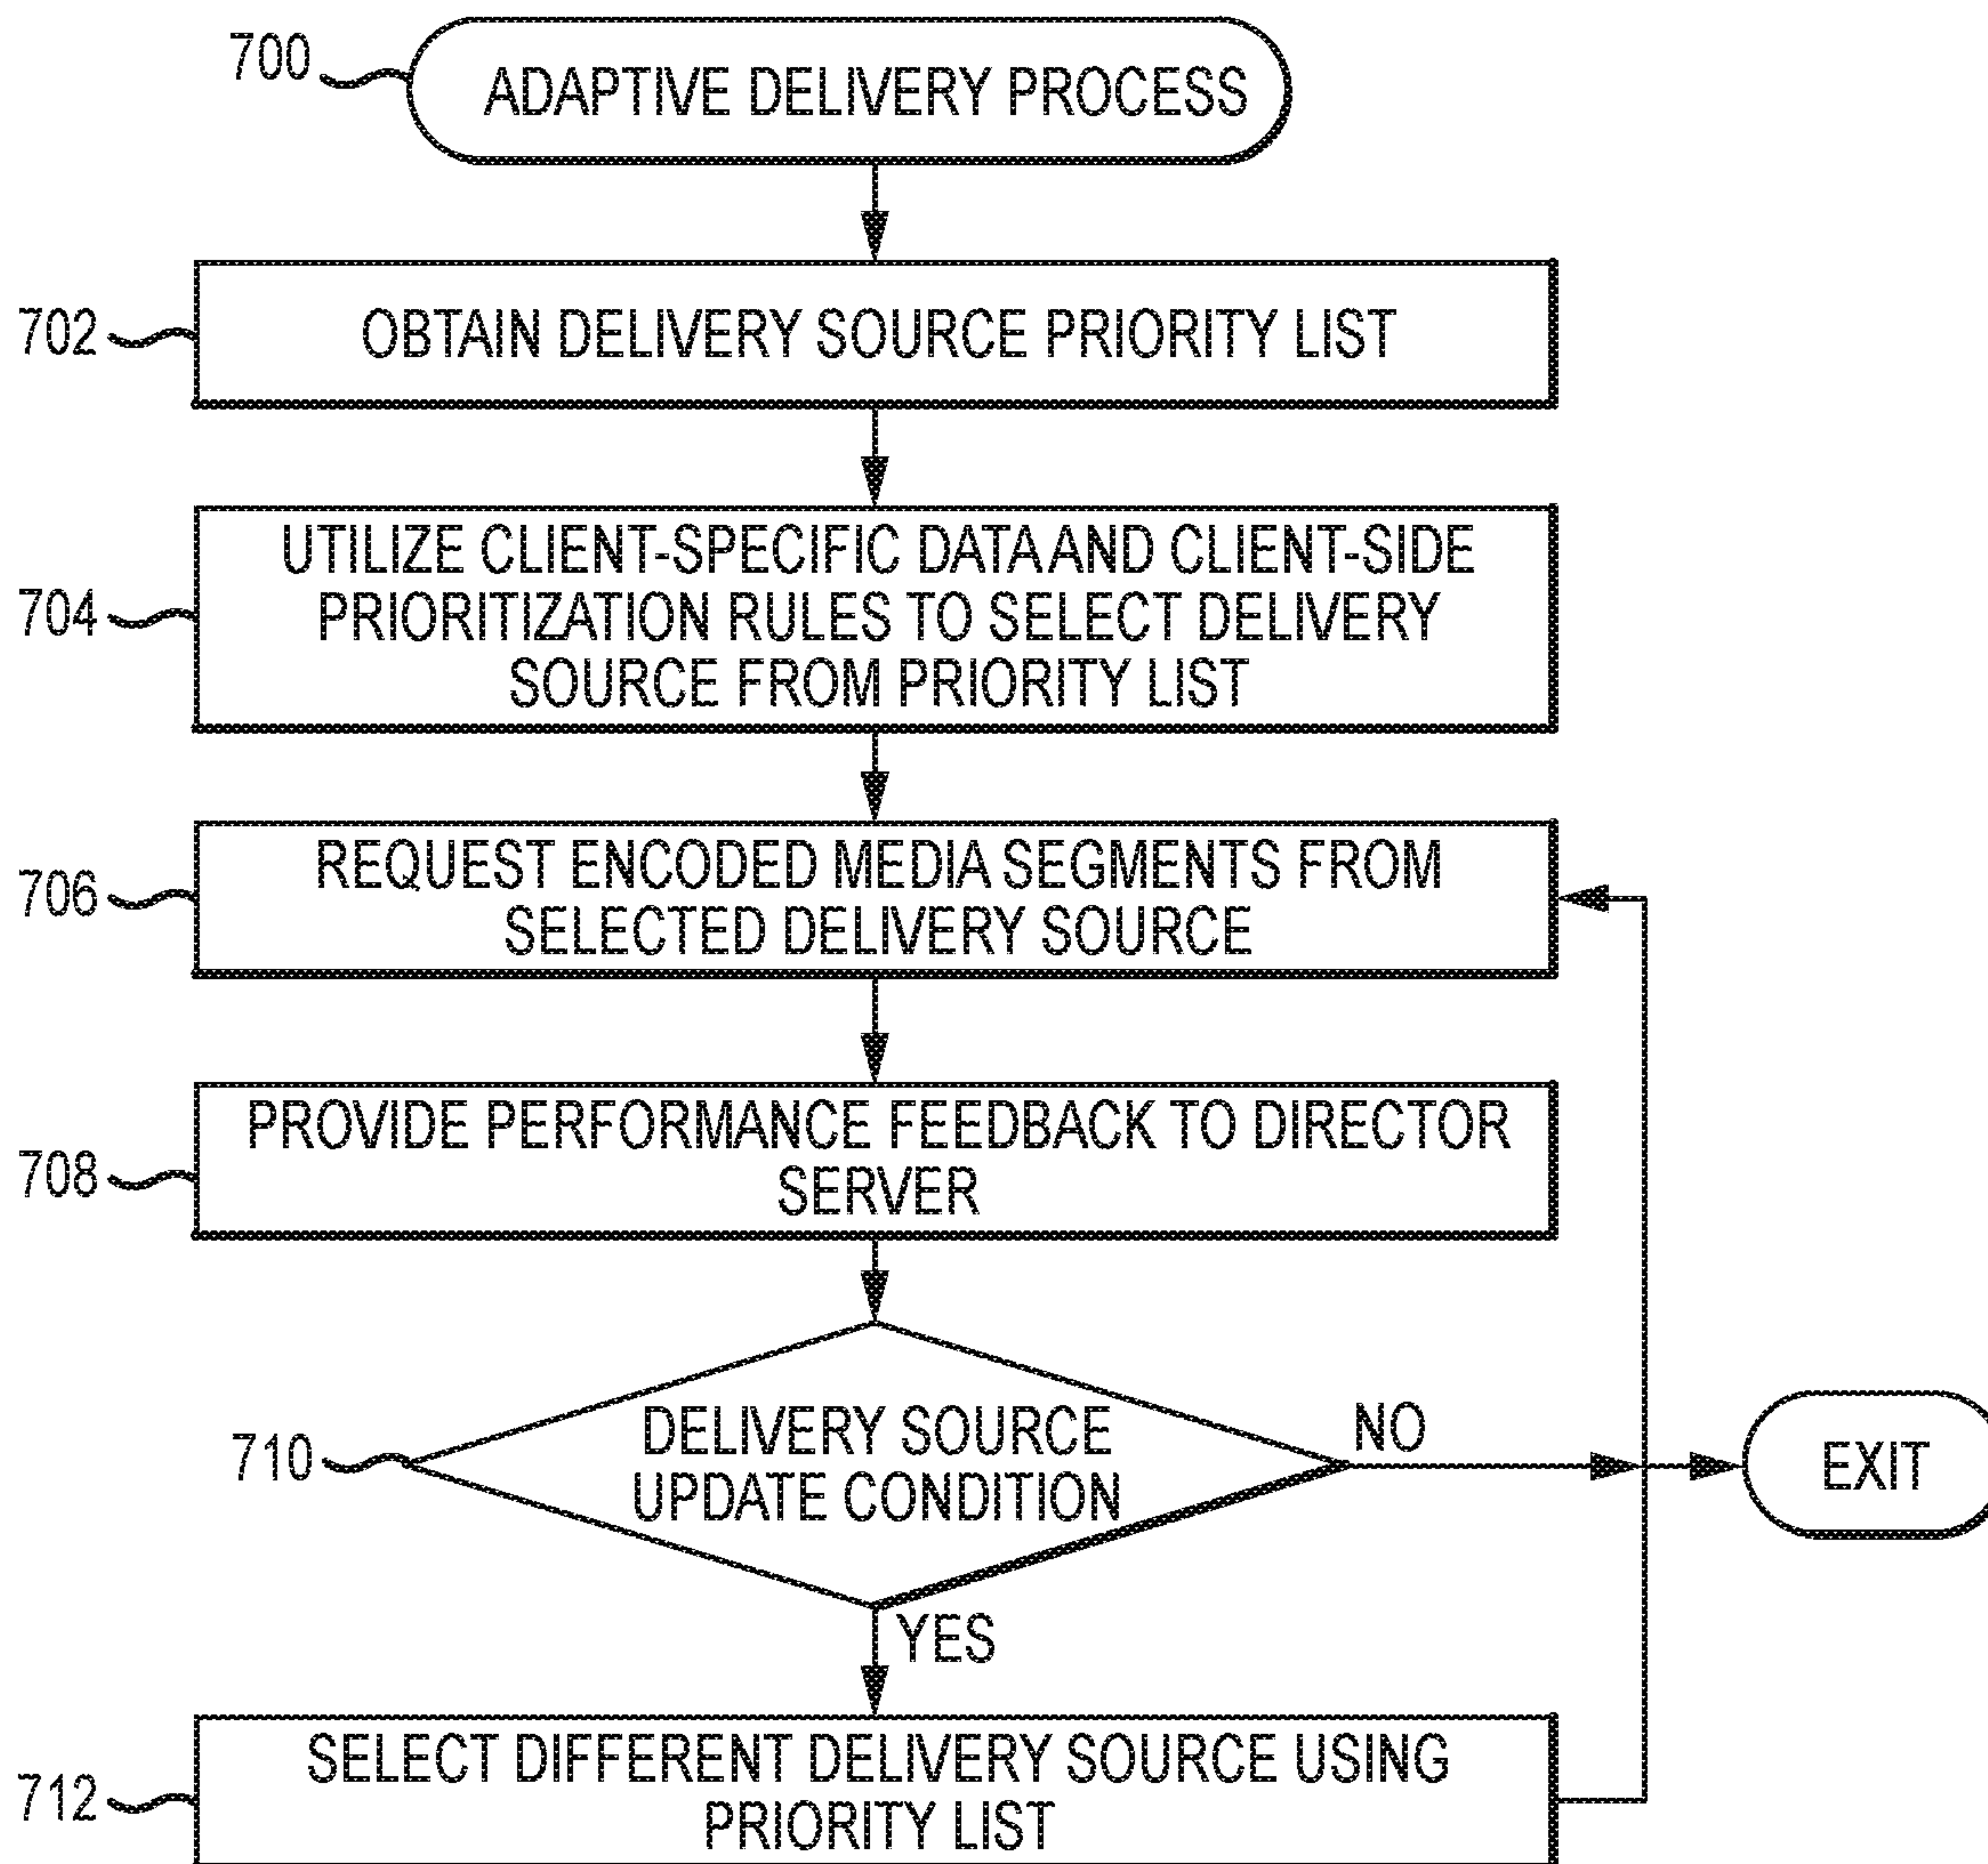 700
ADAPTIVE DELIVERY PROCESS
702
OBTAIN DELIVERY SOURCE PRIORITY LIST
704
UTILIZE CLIENT-SPECIFIC DATA AND CLIENT-SIDE
PRIORITIZATION RULES TO SELECT DELIVERY
SOURCE FROM PRIORITY LIST
706
REQUEST ENCODED MEDIA SEGMENTS FROM
SELECTED DELIVERY SOURCE
708
PROVIDE PERFORMANCE FEEDBACK TO DIRECTOR
SERVER
710
DELIVERY SOURCE
UPDATE CONDITION
NO
EXIT
YES
712
SELECT DIFFERENT DELIVERY SOURCE USING
PRIORITY LIST